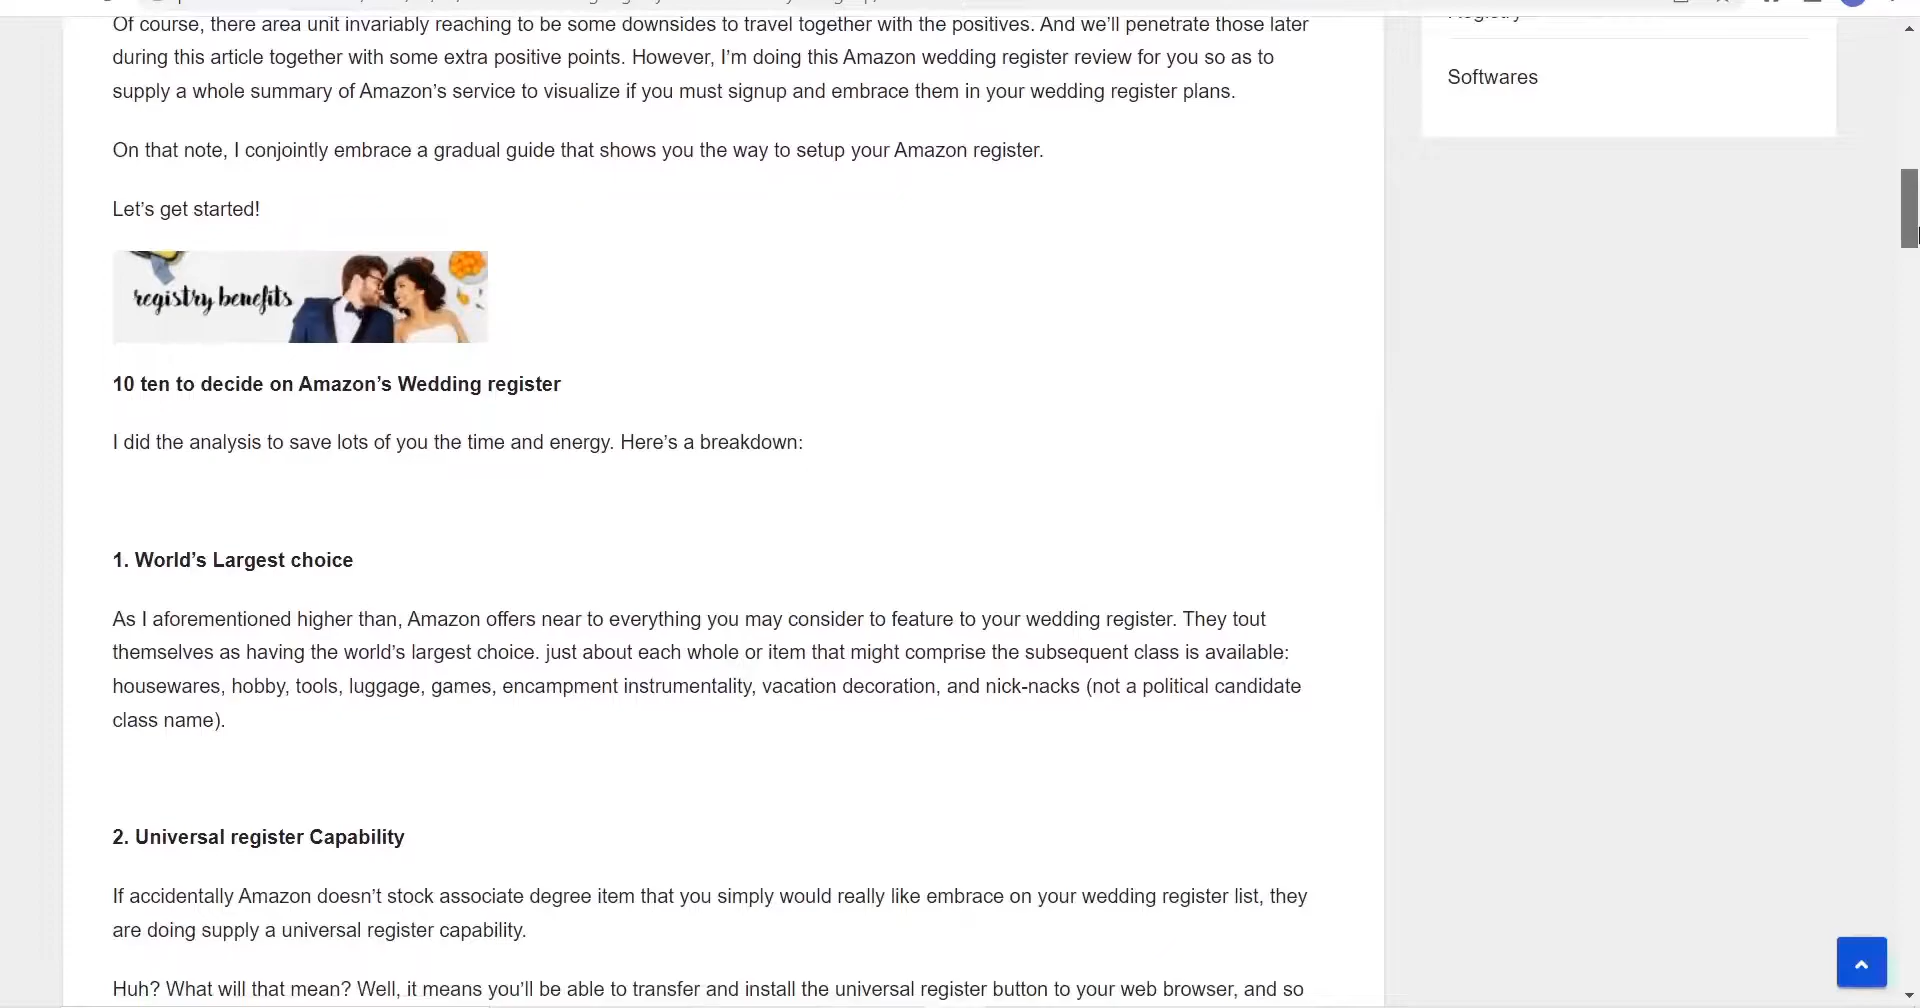 Of course, there area unit invariably reaching to be some downsides to travel together with the positives. And we’ll penetrate those later
during this article together with some extra positive points. However, I’m doing this Amazon wedding register review for you so as to
supply a whole summary of Amazon’s service to visualize if you must signup and embrace them in your wedding register plans.
On that note, I conjointly embrace a gradual guide that shows you the way to setup your Amazon register.
Let’s get started!
registry benefits
10 ten to decide on Amazon’s Wedding register
I did the analysis to save lots of you the time and energy. Here’s a breakdown:
1. World’s Largest choice
As I aforementioned higher than, Amazon offers near to everything you may consider to feature to your wedding register. They tout
themselves as having the world’s largest choice. just about each whole or item that might comprise the subsequent class is available:
housewares, hobby, tools, luggage, games, encampment instrumentality, vacation decoration, and nick-nacks (not a political candidate
class name).
2. Universal register Capability
If accidentally Amazon doesn’t stock associate degree item that you simply would really like embrace on your wedding register list, they
are doing supply a universal register capability.
Huh? What will that mean? Well, it means you’ll be able to transfer and install the universal register button to your web browser, and so
Registry
Softwares